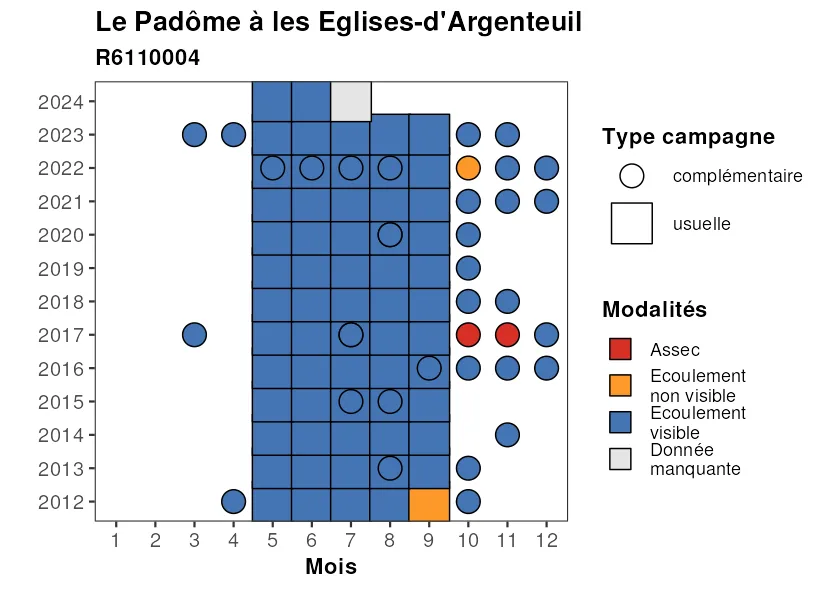 Le Padôme à les Eglises-d'Argenteuil
R6110004
2024
2023
2022
2021
2020
2019
2018
2017
2016
2015
2014
2013
2012
1 2 3 4 5 6 7 8 9 10 11 12
Mois
Type campagne
complémentaire
usuelle
Modalités
Assec
Ecoulement
non visible
Ecoulement
visible
Donnée
manquante